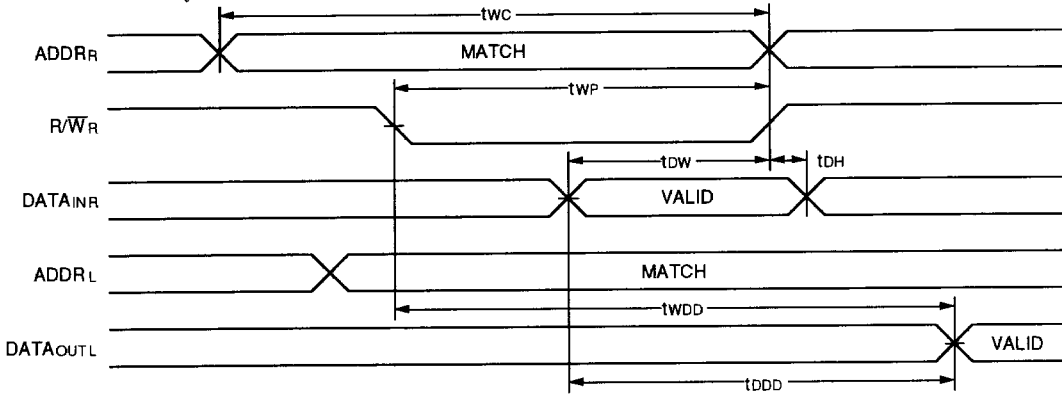 tWC
ADDRR MATCH
tWP
R/W̅R
tDW tDH
DATAINR VALID
ADDRL MATCH
tWDD
DATAOUTL VALID
tDDD